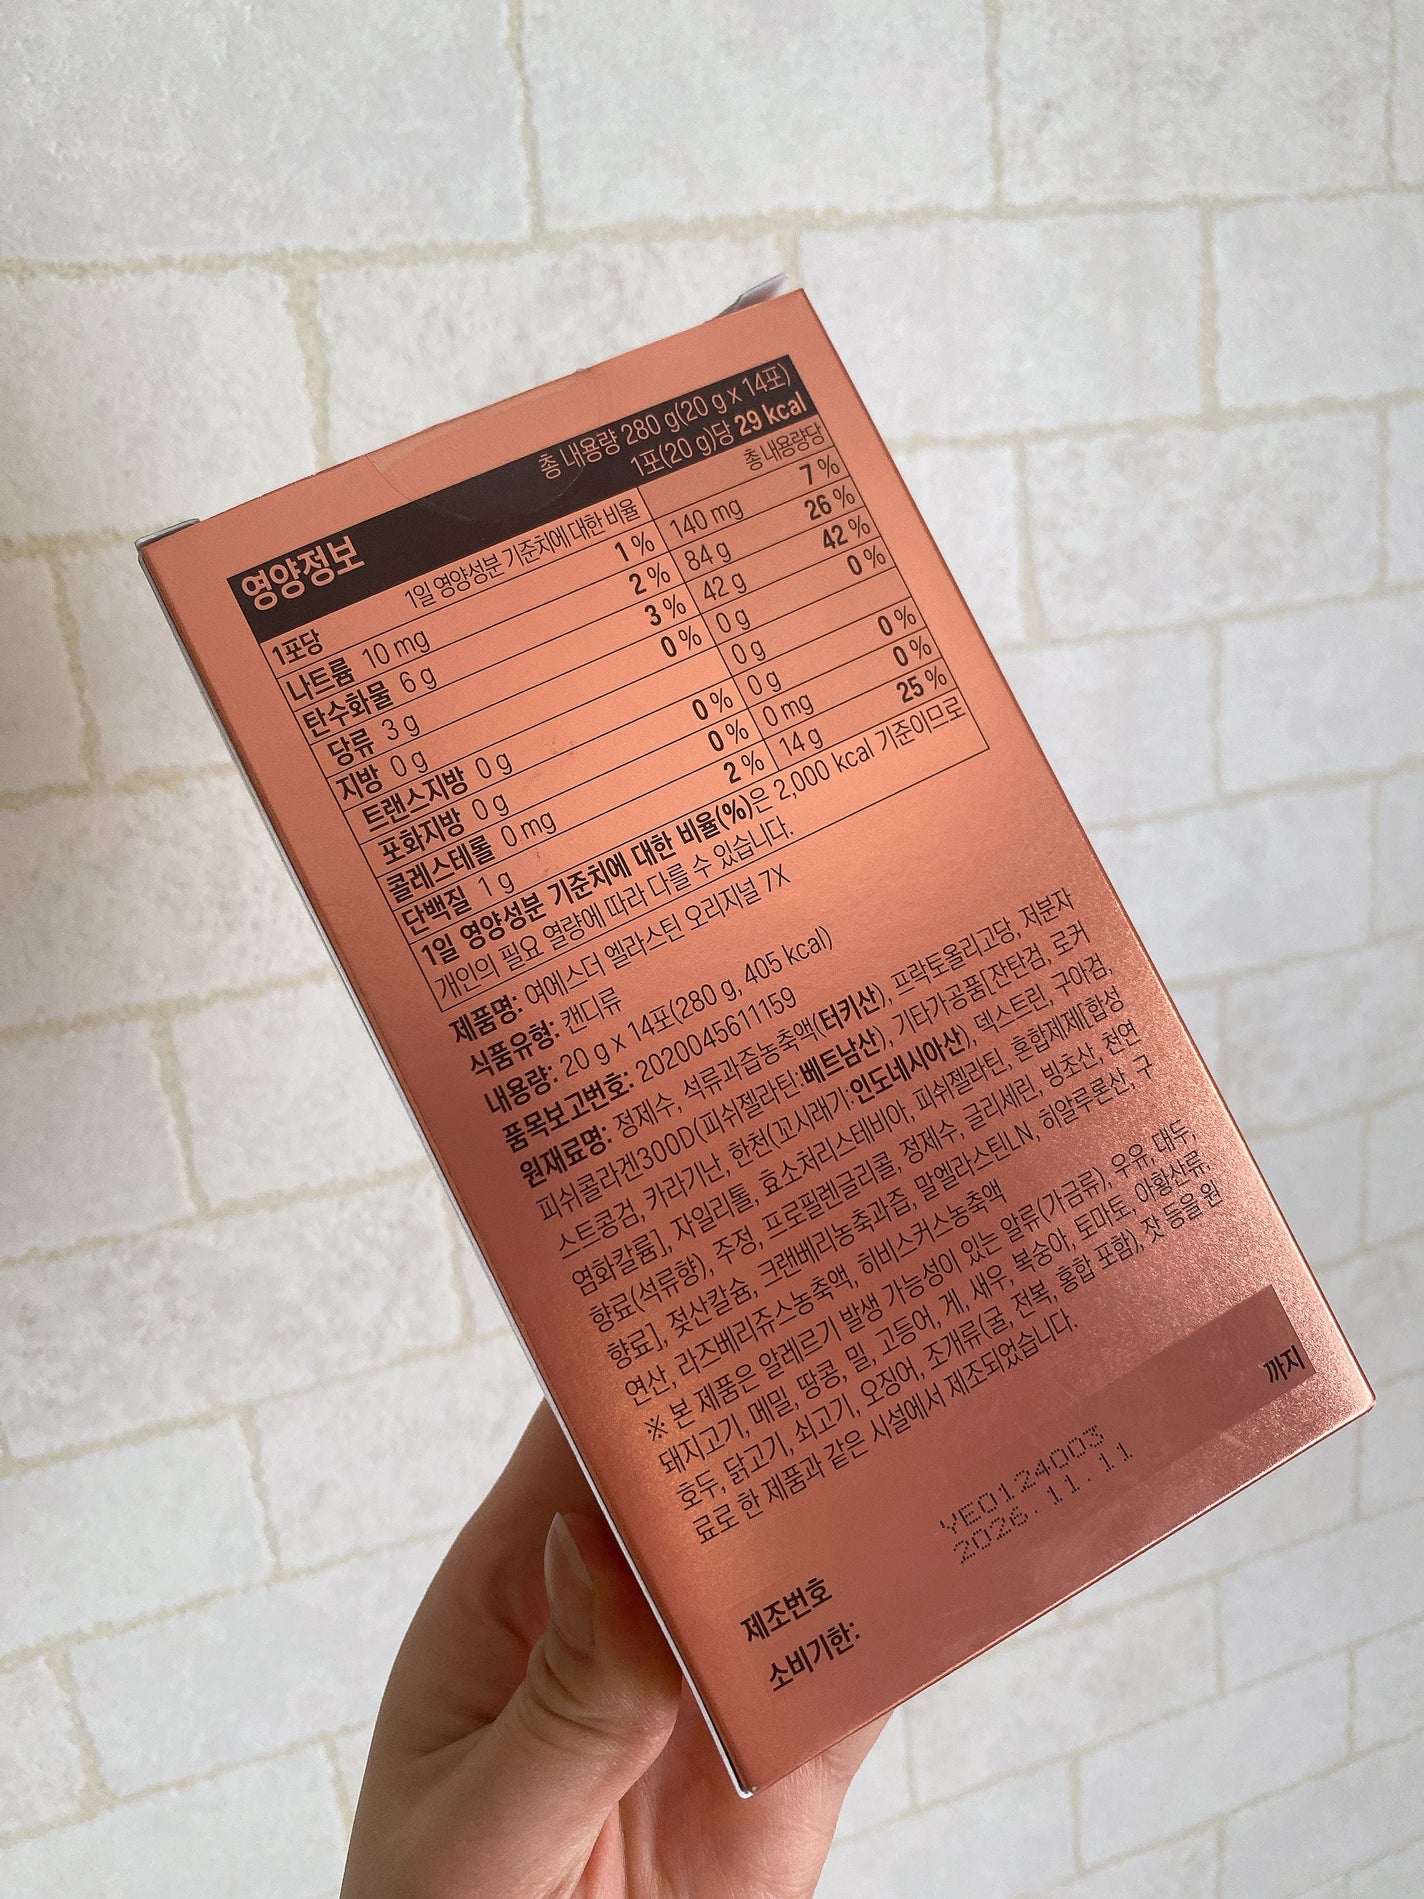 영양정보
총 내용량 280 g(20 g x 14포)
1포(20 g)당 29 kcal
1포당 1일 영양성분 기준치에 대한 비율 총 내용량당
나트륨 10 mg 1 % 140 mg 7 %
탄수화물 6 g 2 % 84 g 26 %
당류 3 g 3 % 42 g 42 %
지방 0 g 0 % 0 g 0 %
트랜스지방 0 g 0 g
포화지방 0 g 0 % 0 g 0 %
콜레스테롤 0 mg 0 % 0 mg 0 %
단백질 1 g 2 % 14 g 25 %
1일 영양성분 기준치에 대한 비율(%)은 2,000 kcal 기준이므로
개인의 필요 열량에 따라 다를 수 있습니다.
제품명: 여에스더 엘라스틴 오리지널 7X
식품유형: 캔디류
내용량: 20 g x 14포(280 g, 405 kcal)
품목보고번호: 2020045611159
원재료명: 정제수, 석류과즙농축액(터키산), 프락토올리고당, 저분자
피쉬콜라겐300D(피쉬젤라틴:베트남산), 기타가공품[잔탄검, 로커
스트콩검, 카라기난, 한천(꼬시래기:인도네시아산), 덱스트린, 구아검,
염화칼륨], 자일리톨, 효소처리스테비아, 피쉬젤라틴, 혼합제제[합성
향료(석류향), 주정, 프로필렌글리콜, 정제수, 글리세린, 빙초산, 천연
향료], 젖산칼슘, 크랜베리농축과즙, 말엘라스틴LN, 히알루론산, 구
연산, 라즈베리쥬스농축액, 히비스커스농축액
※ 본 제품은 알레르기 발생 가능성이 있는 알류(가금류), 우유, 대두,
돼지고기, 메밀, 땅콩, 밀, 고등어, 게, 새우, 복숭아, 토마토, 아황산류,
호두, 닭고기, 쇠고기, 오징어, 조개류(굴, 전복, 홍합 포함), 잣 등을 원
료로 한 제품과 같은 시설에서 제조되었습니다.
제조번호 YE0124003
소비기한: 2026.11.11 까지